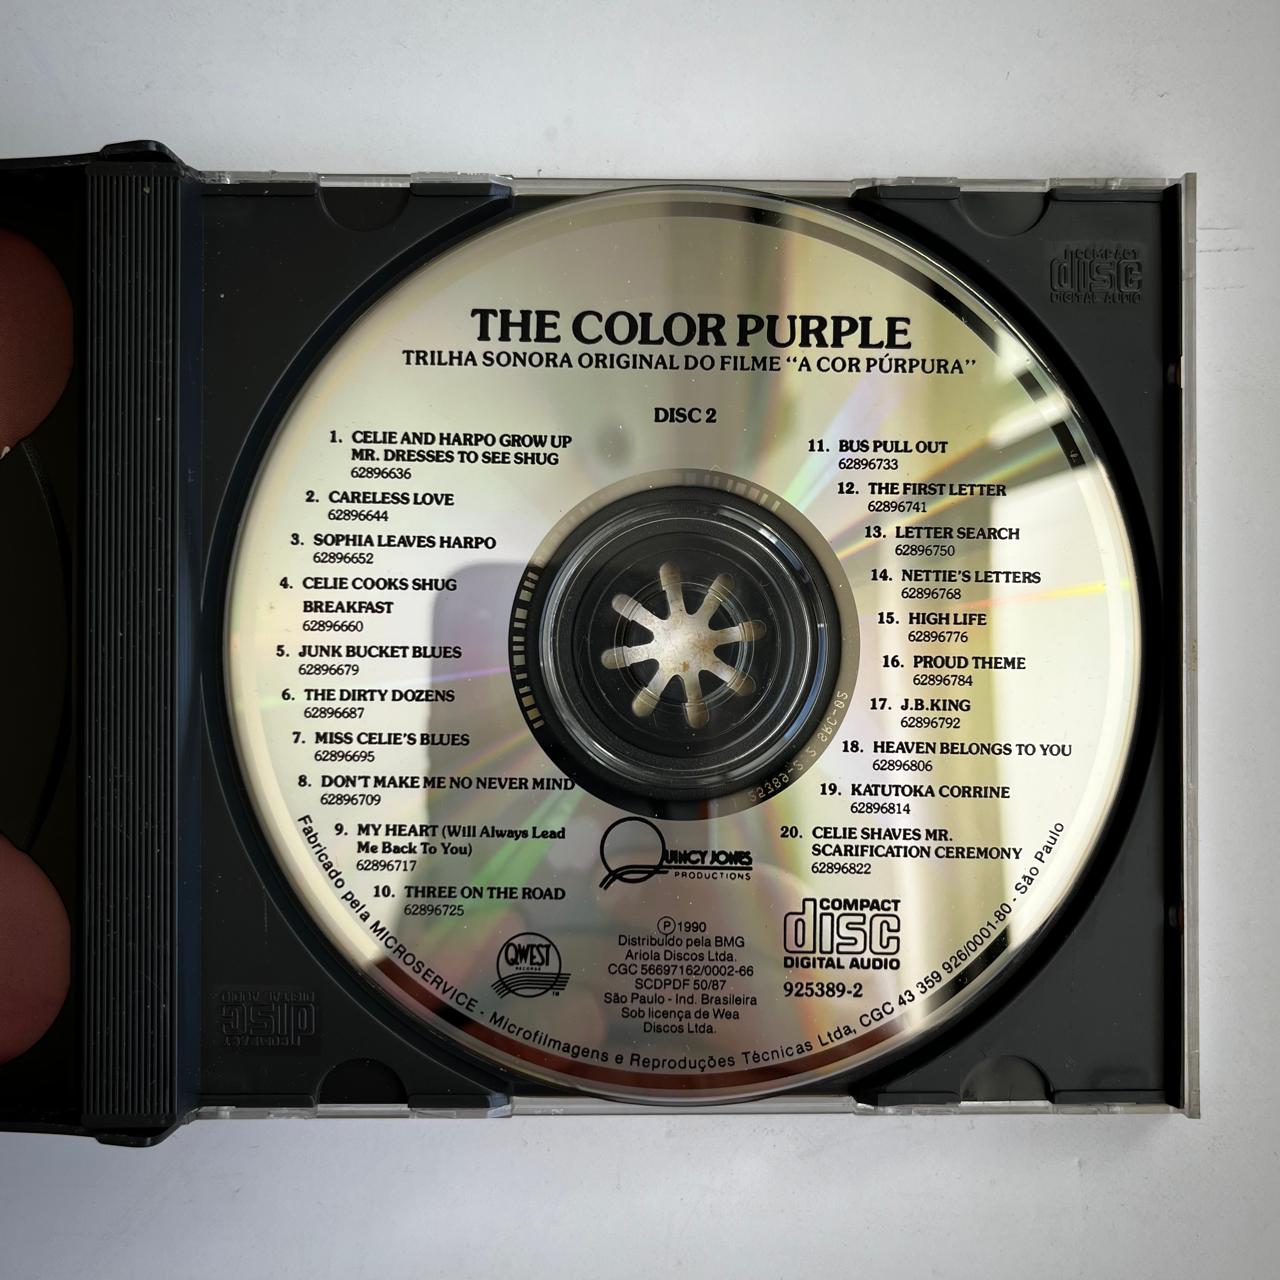 COMPACT
disc
DIGITAL AUDIO
THE COLOR PURPLE
TRILHA SONORA ORIGINAL DO FILME “A COR PÚRPURA”
DISC 2
1. CELIE AND HARPO GROW UP
MR. DRESSES TO SEE SHUG
62896636
2. CARELESS LOVE
62896644
3. SOPHIA LEAVES HARPO
62896652
4. CELIE COOKS SHUG
BREAKFAST
62896660
5. JUNK BUCKET BLUES
62896679
6. THE DIRTY DOZENS
62896687
7. MISS CELIE'S BLUES
62896695
8. DON'T MAKE ME NO NEVER MIND
62896709
9. MY HEART (Will Always Lead
Me Back To You)
62896717
10. THREE ON THE ROAD
62896725
11. BUS PULL OUT
62896733
12. THE FIRST LETTER
62896741
13. LETTER SEARCH
62896750
14. NETTIE'S LETTERS
62896768
15. HIGH LIFE
62896776
16. PROUD THEME
62896784
17. J.B.KING
62896792
18. HEAVEN BELONGS TO YOU
62896806
19. KATUTOKA CORRINE
62896814
20. CELIE SHAVES MR.
SCARIFICATION CEREMONY
62896822
QUINCY JONES
PRODUCTIONS
QWEST
RECORDS
TM
Ⓟ1990
Distribuído pela BMG
Ariola Discos Ltda.
CGC 56697162/0002-66
SCDPDF 50/87
São Paulo - Ind. Brasileira
Sob licença de Wea
Discos Ltda.
COMPACT
disc
DIGITAL AUDIO
925389-2
Fabricado pela MICROSERVICE - Microfilmagens e Reproduções Técnicas Ltda, CGC 43 359 926/0001-80 - São Paulo
COMPACT
disc
DIGITAL AUDIO